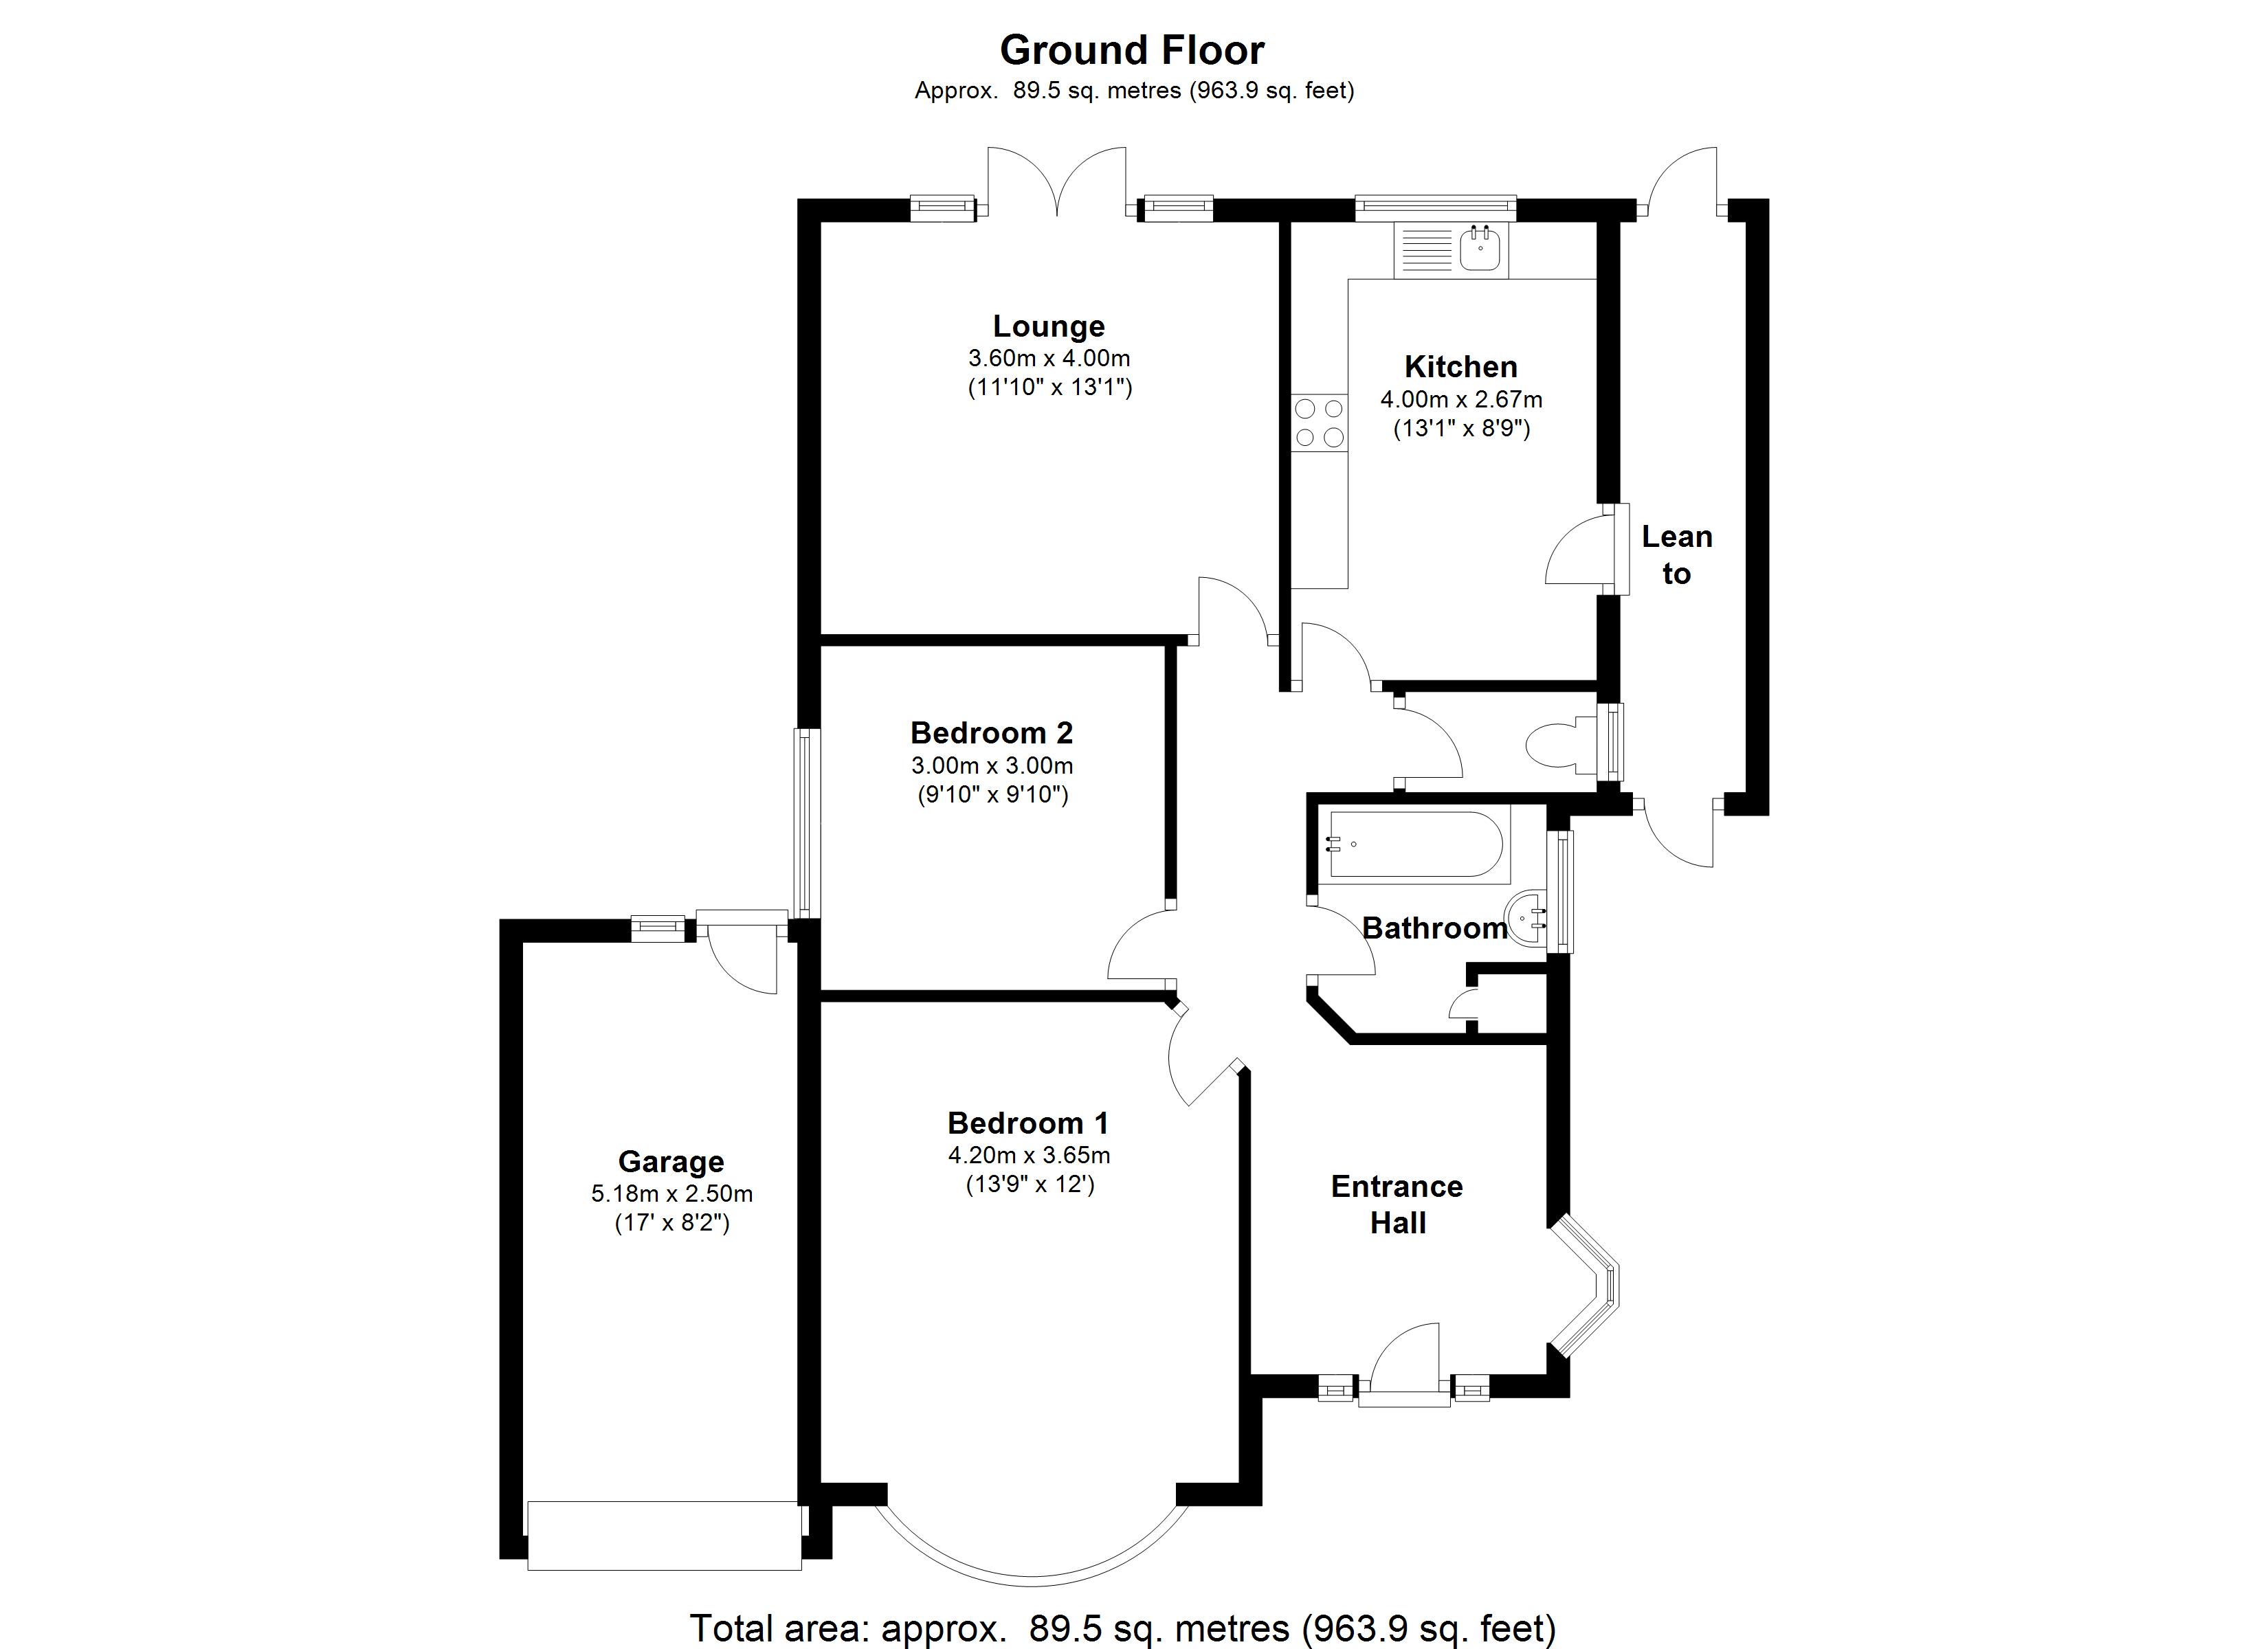 Ground Floor
Approx.  89.5 sq. metres (963.9 sq. feet)
Lounge
3.60m x 4.00m
(11'10" x 13'1")
Kitchen
4.00m x 2.67m
(13'1" x 8'9")
Lean
to
Bedroom 2
3.00m x 3.00m
(9'10" x 9'10")
Bathroom
Bedroom 1
4.20m x 3.65m
(13'9" x 12')
Garage
5.18m x 2.50m
(17' x 8'2")
Entrance
Hall
Total area: approx.  89.5 sq. metres (963.9 sq. feet)